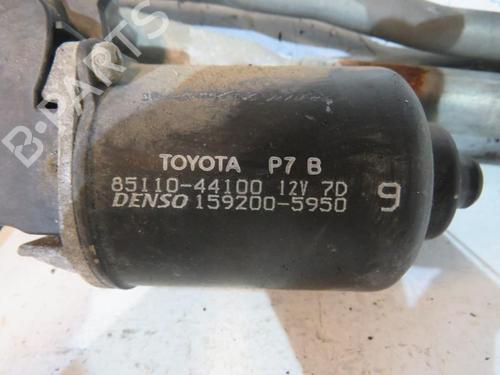 B-PARTS
TOYOTA P7 B
85110-44100 12V 7D
DENSO 159200-5950 9